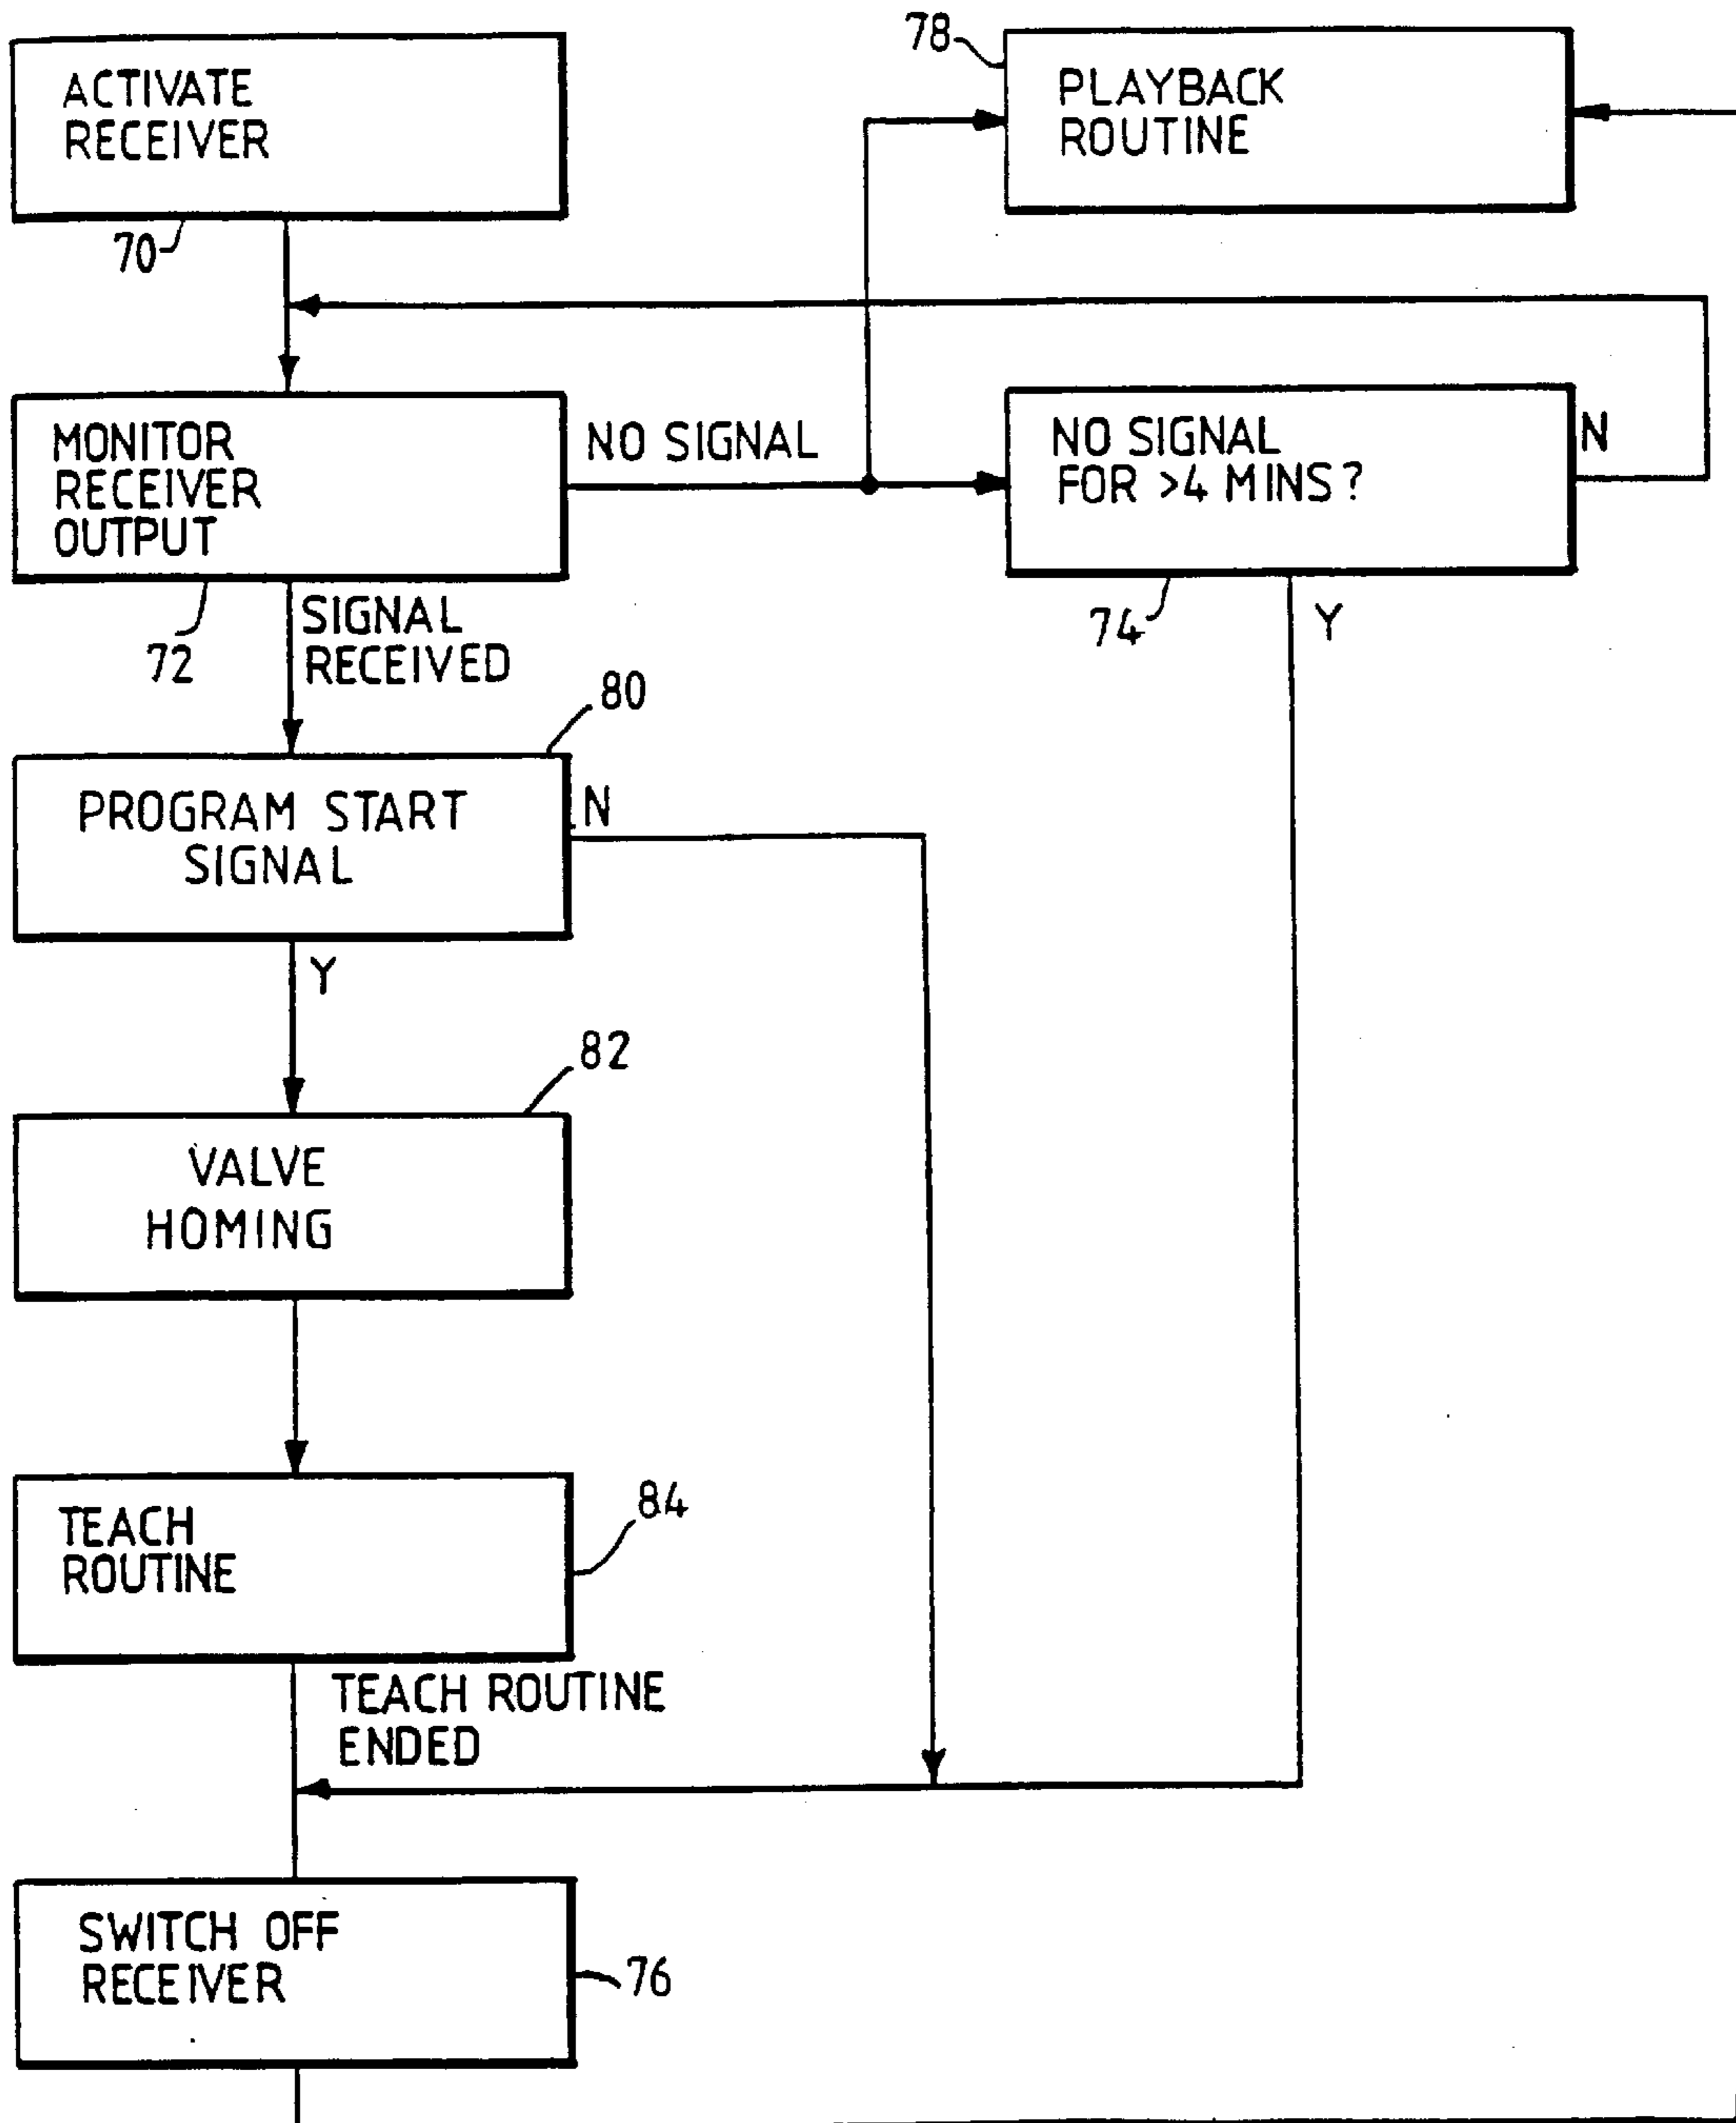 ACTIVATE
RECEIVER
70
78
PLAYBACK
ROUTINE
MONITOR
RECEIVER
OUTPUT
72
NO SIGNAL
NO SIGNAL
FOR >4 MINS?
N
74
Y
SIGNAL
RECEIVED
80
PROGRAM START
SIGNAL
N
Y
82
VALVE
HOMING
84
TEACH
ROUTINE
TEACH ROUTINE
ENDED
SWITCH OFF
RECEIVER
76